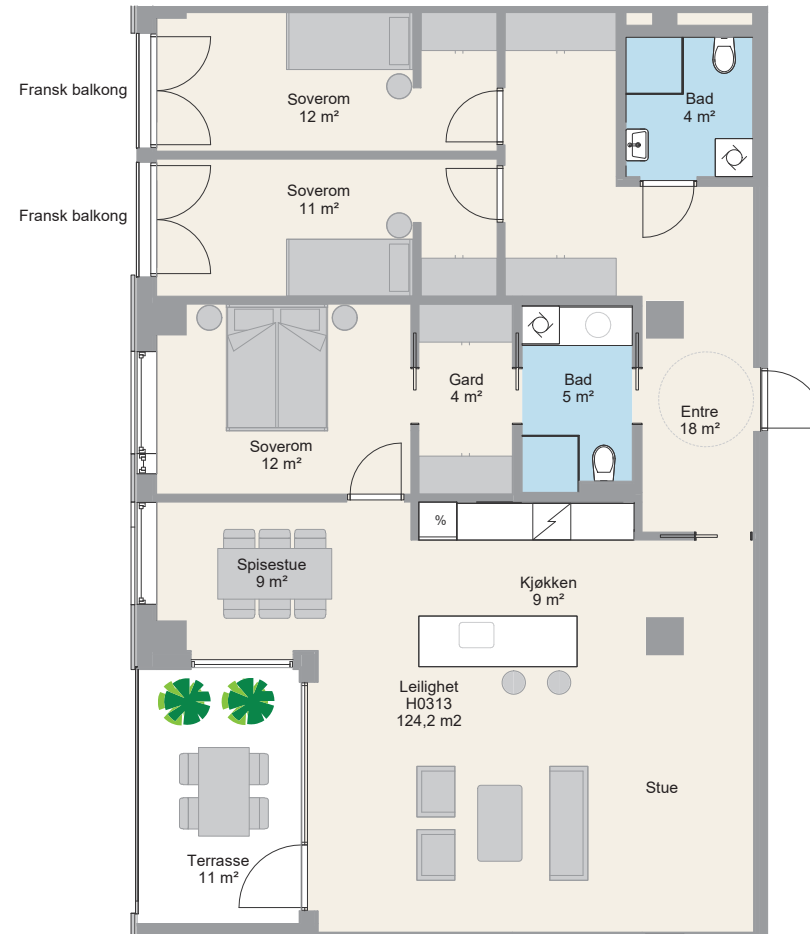 Fransk balkong
Soverom
12 m²
Bad
4 m²
Fransk balkong
Soverom
11 m²
Gard
4 m²
Bad
5 m²
Entre
18 m²
Soverom
12 m²
%
Spisestue
9 m²
Kjøkken
9 m²
Leilighet
H0313
124,2 m2
Stue
Terrasse
11 m²